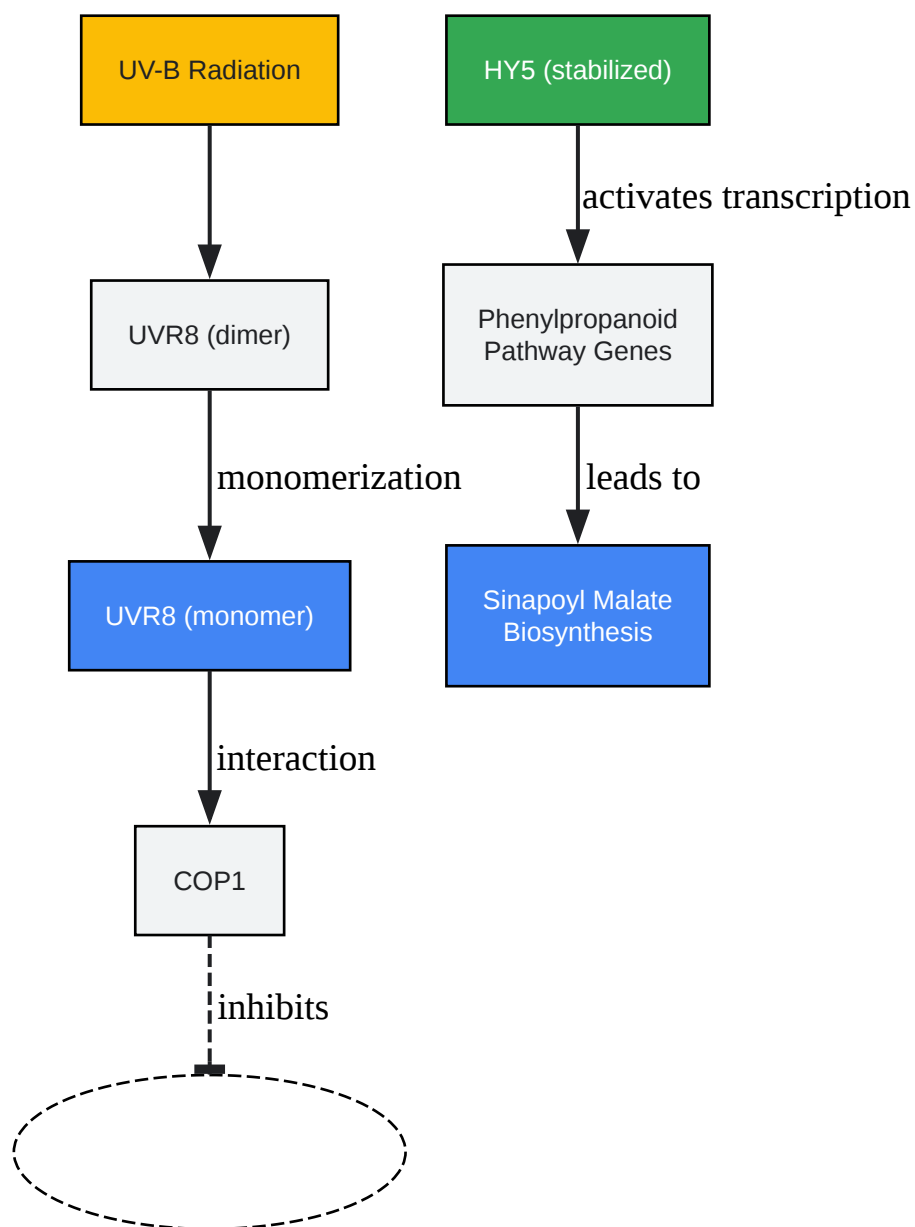 UV-B Radiation
UVR8 (dimer)
monomerization
UVR8 (monomer)
interaction
COP1
inhibits
HY5 (stabilized)
activates transcription
Phenylpropanoid
Pathway Genes
leads to
Sinapoyl Malate
Biosynthesis